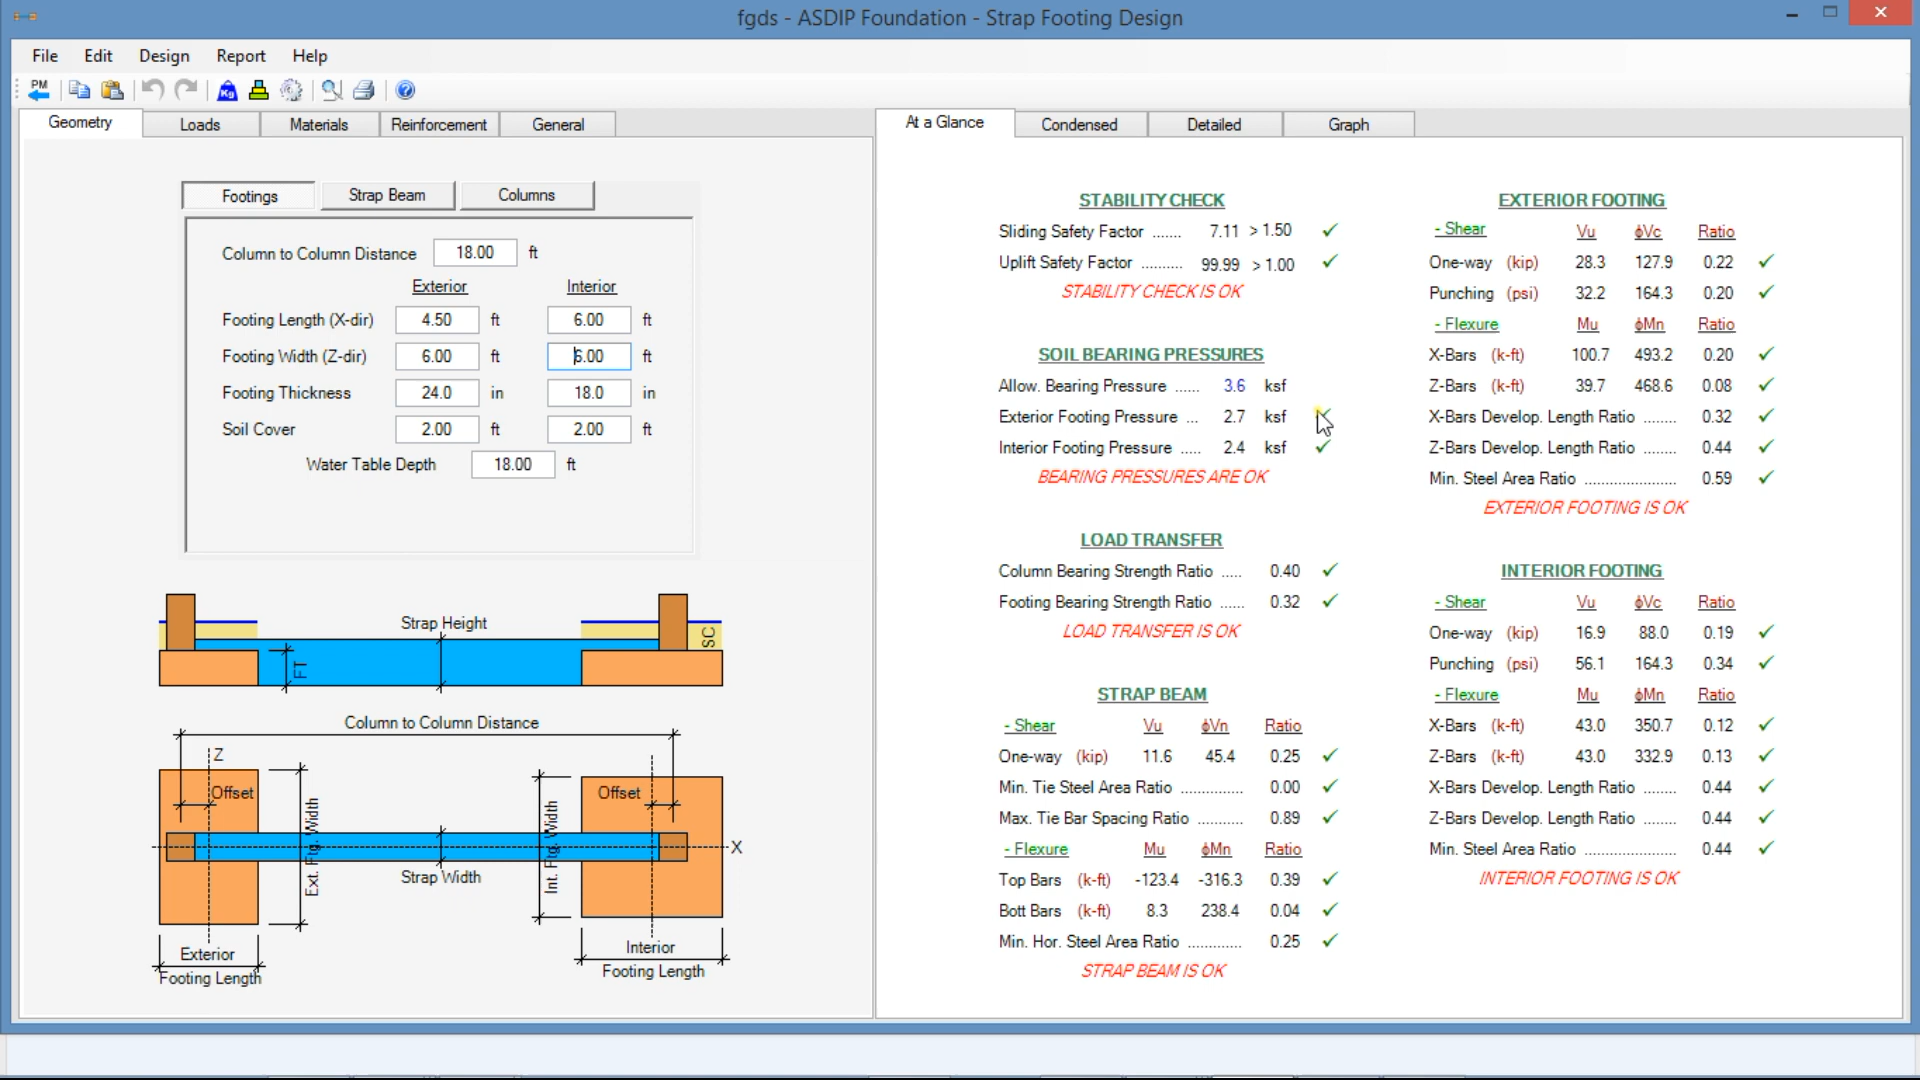 fgds - ASDIP Foundation - Strap Footing Design
File Edit Design Report Help
PM Kg ?
Geometry Loads Materials Reinforcement General
Footings Strap Beam Columns
Column to Column Distance 18.00 ft
Exterior Interior
Footing Length (X-dir) 4.50 ft 6.00 ft
Footing Width (Z-dir) 6.00 ft 6.00 ft
Footing Thickness 24.0 in 18.0 in
Soil Cover 2.00 ft 2.00 ft
Water Table Depth 18.00 ft
Strap Height
SC
FT
Column to Column Distance
Z
Offset Offset
Ext. Ftg. Width
Int. Ftg. Width
X
Strap Width
Exterior
Footing Length
Interior
Footing Length
At a Glance Condensed Detailed Graph
STABILITY CHECK
Sliding Safety Factor ....... 7.11 > 1.50 ✓
Uplift Safety Factor .......... 99.99 > 1.00 ✓
STABILITY CHECK IS OK
SOIL BEARING PRESSURES
Allow. Bearing Pressure ...... 3.6 ksf
Exterior Footing Pressure ... 2.7 ksf ✓
Interior Footing Pressure ..... 2.4 ksf ✓
BEARING PRESSURES ARE OK
LOAD TRANSFER
Column Bearing Strength Ratio ..... 0.40 ✓
Footing Bearing Strength Ratio ...... 0.32 ✓
LOAD TRANSFER IS OK
STRAP BEAM
- Shear Vu ϕVn Ratio
One-way (kip) 11.6 45.4 0.25 ✓
Min. Tie Steel Area Ratio .............. 0.00 ✓
Max. Tie Bar Spacing Ratio ........... 0.89 ✓
- Flexure Mu ϕMn Ratio
Top Bars (k-ft) -123.4 -316.3 0.39 ✓
Bott Bars (k-ft) 8.3 238.4 0.04 ✓
Min. Hor. Steel Area Ratio ............ 0.25 ✓
STRAP BEAM IS OK
EXTERIOR FOOTING
- Shear Vu ϕVc Ratio
One-way (kip) 28.3 127.9 0.22 ✓
Punching (psi) 32.2 164.3 0.20 ✓
- Flexure Mu ϕMn Ratio
X-Bars (k-ft) 100.7 493.2 0.20 ✓
Z-Bars (k-ft) 39.7 468.6 0.08 ✓
X-Bars Develop. Length Ratio ........ 0.32 ✓
Z-Bars Develop. Length Ratio ........ 0.44 ✓
Min. Steel Area Ratio ....................... 0.59 ✓
EXTERIOR FOOTING IS OK
INTERIOR FOOTING
- Shear Vu ϕVc Ratio
One-way (kip) 16.9 88.0 0.19 ✓
Punching (psi) 56.1 164.3 0.34 ✓
- Flexure Mu ϕMn Ratio
X-Bars (k-ft) 43.0 350.7 0.12 ✓
Z-Bars (k-ft) 43.0 332.9 0.13 ✓
X-Bars Develop. Length Ratio ........ 0.44 ✓
Z-Bars Develop. Length Ratio ........ 0.44 ✓
Min. Steel Area Ratio ....................... 0.44 ✓
INTERIOR FOOTING IS OK